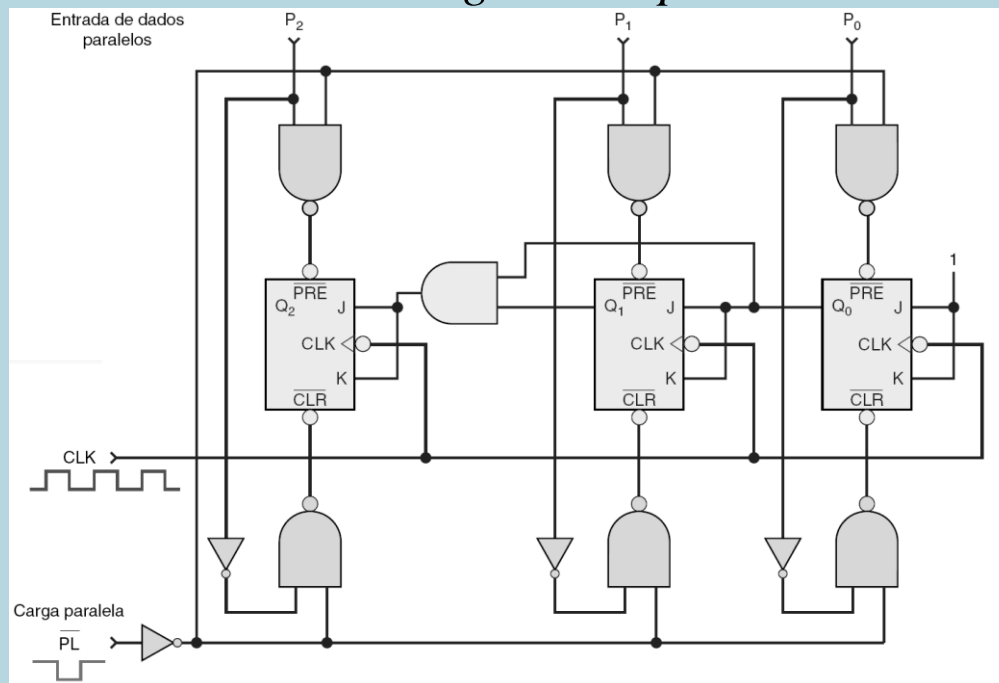 Entrada de dados
paralelos
P₂
P₁
P₀
1
PRE
Q₂ J
CLK
K
CLR
PRE
Q₁ J
CLK
K
CLR
PRE
Q₀ J
CLK
K
CLR
CLK
Carga paralela
PL